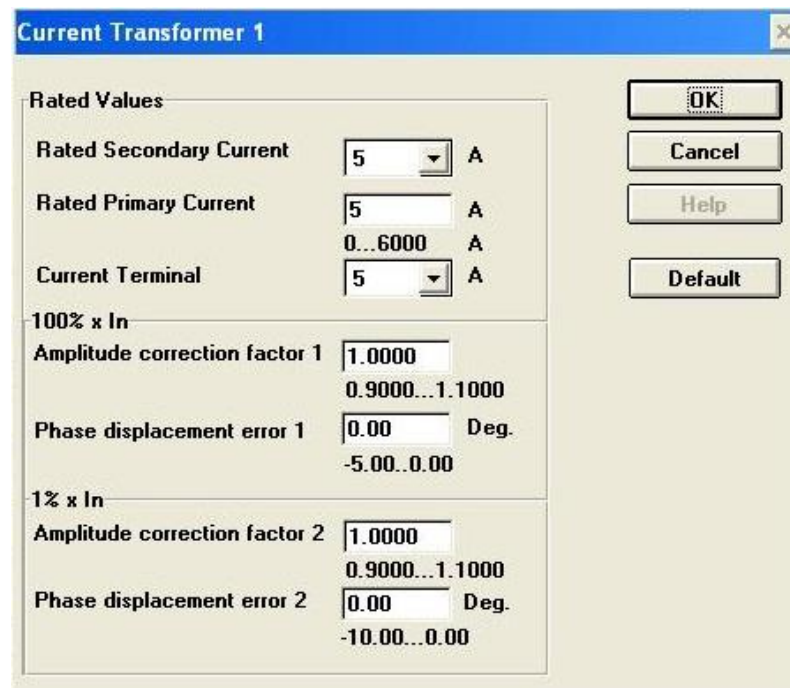 Current Transformer 1
Rated Values
OK
Rated Secondary Current 5 A
Cancel
Rated Primary Current 5 A
Help
0...6000 A
Current Terminal 5 A
Default
100% x In
Amplitude correction factor 1 1.0000
0.9000...1.1000
Phase displacement error 1 0.00 Deg.
-5.00..0.00
1% x In
Amplitude correction factor 2 1.0000
0.9000...1.1000
Phase displacement error 2 0.00 Deg.
-10.00...0.00